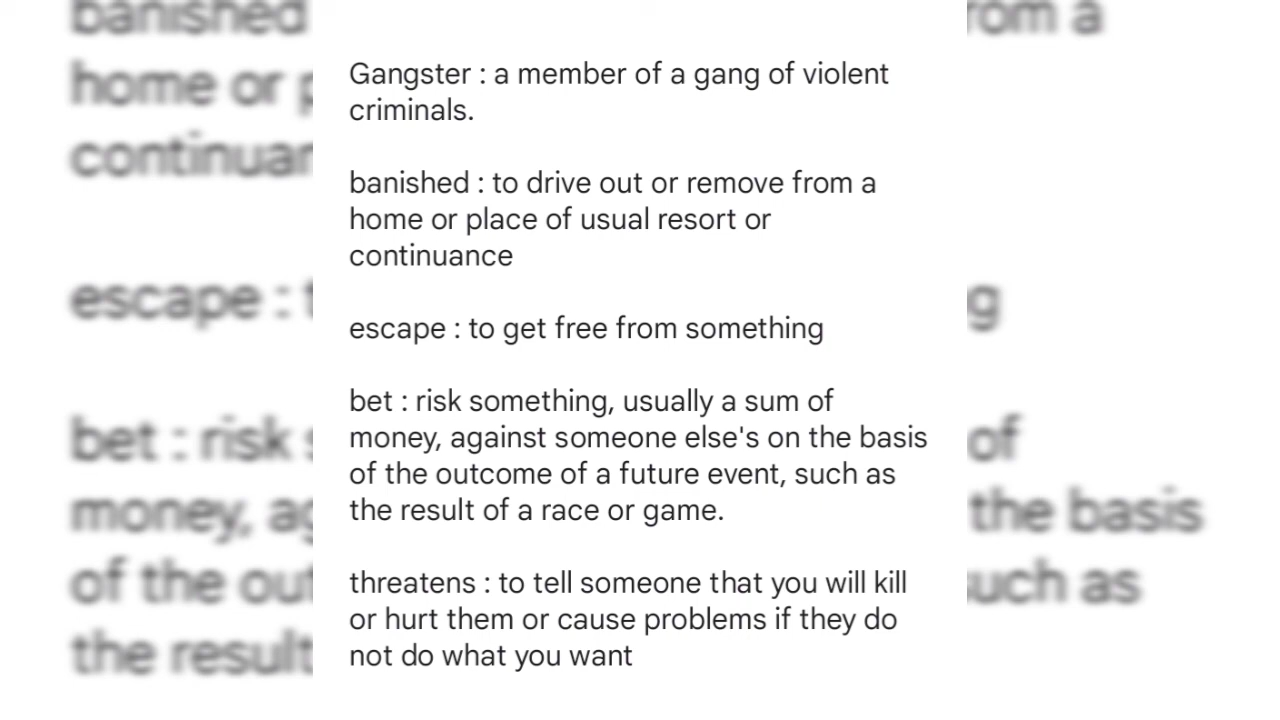 Gangster : a member of a gang of violent
criminals.
banished : to drive out or remove from a
home or place of usual resort or
continuance
escape : to get free from something
bet : risk something, usually a sum of
money, against someone else's on the basis
of the outcome of a future event, such as
the result of a race or game.
threatens : to tell someone that you will kill
or hurt them or cause problems if they do
not do what you want